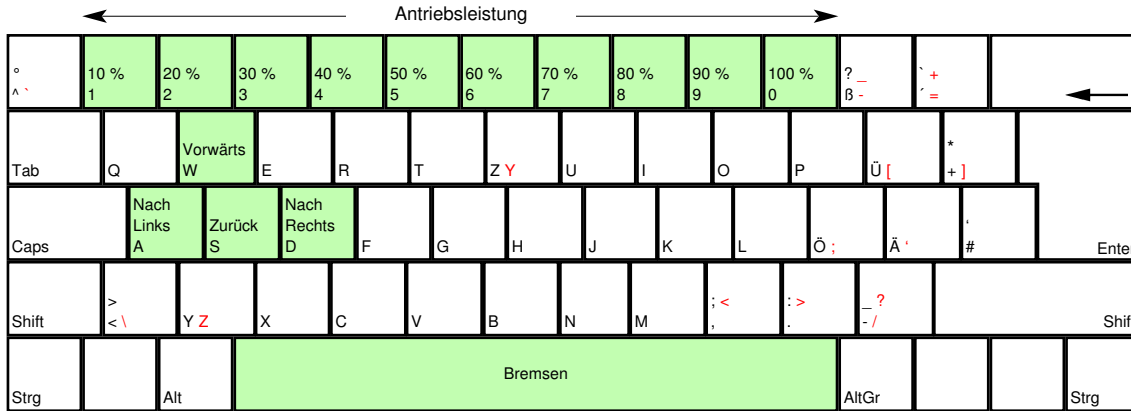 Antriebsleistung
° 10 % 20 % 30 % 40 % 50 % 60 % 70 % 80 % 90 % 100 % ? _ ` +
^ ` 1 2 3 4 5 6 7 8 9 0 ß - ´ =
Vorwärts *
Tab Q W E R T Z Y U I O P Ü [ + ]
Nach Nach
Links Zurück Rechts ‘
Caps A S D F G H J K L Ö ; Ä ‘ # Enter
> ; < : > _ ?
Shift < \ Y Z X C V B N M , . - / Shif
Bremsen
Strg Alt AltGr Strg